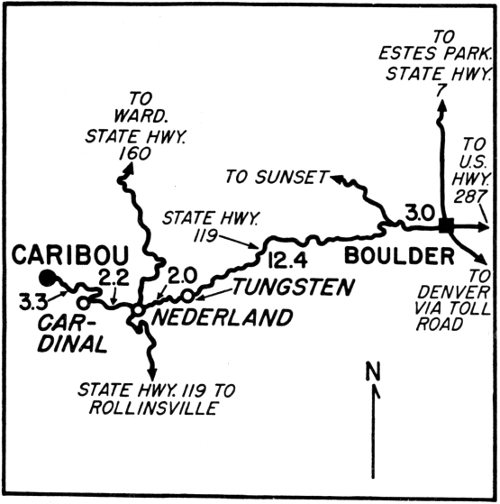 TO
ESTES PARK.
STATE HWY.
7
TO
WARD.
STATE HWY.
160
TO
U.S.
HWY.
287
TO SUNSET
STATE HWY.
119
3.0
CARIBOU
2.2
2.0
12.4
BOULDER
3.3
TUNGSTEN
CAR-
DINAL
NEDERLAND
TO
DENVER
VIA TOLL
ROAD
STATE HWY. 119 TO
ROLLINSVILLE
N